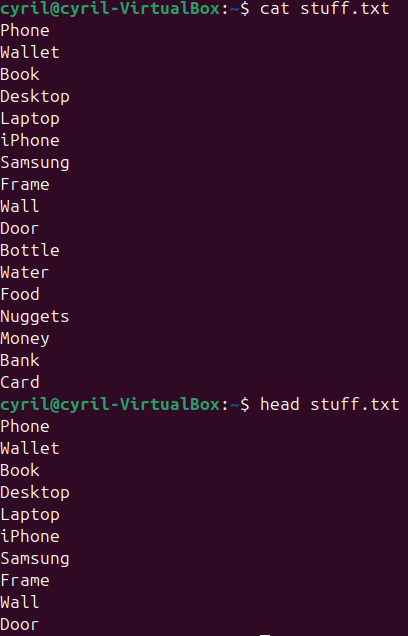 cyril@cyril-VirtualBox:~$ cat stuff.txt
Phone
Wallet
Book
Desktop
Laptop
iPhone
Samsung
Frame
Wall
Door
Bottle
Water
Food
Nuggets
Money
Bank
Card
cyril@cyril-VirtualBox:~$ head stuff.txt
Phone
Wallet
Book
Desktop
Laptop
iPhone
Samsung
Frame
Wall
Door